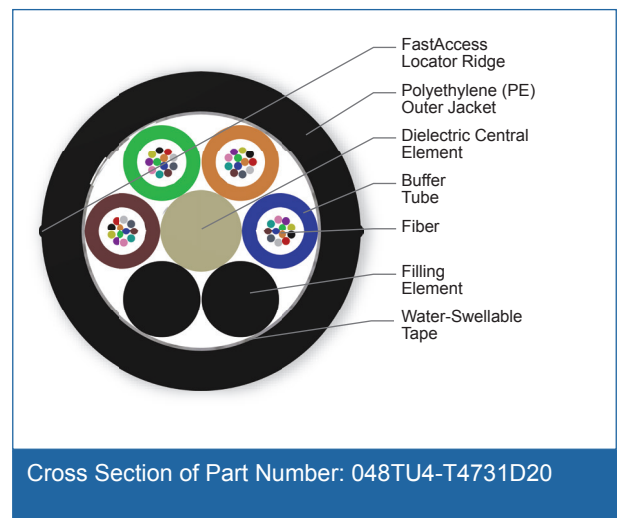 FastAccess
Locator Ridge
Polyethylene (PE)
Outer Jacket
Dielectric Central
Element
Buffer
Tube
Fiber
Filling
Element
Water-Swellable
Tape
Cross Section of Part Number: 048TU4-T4731D20